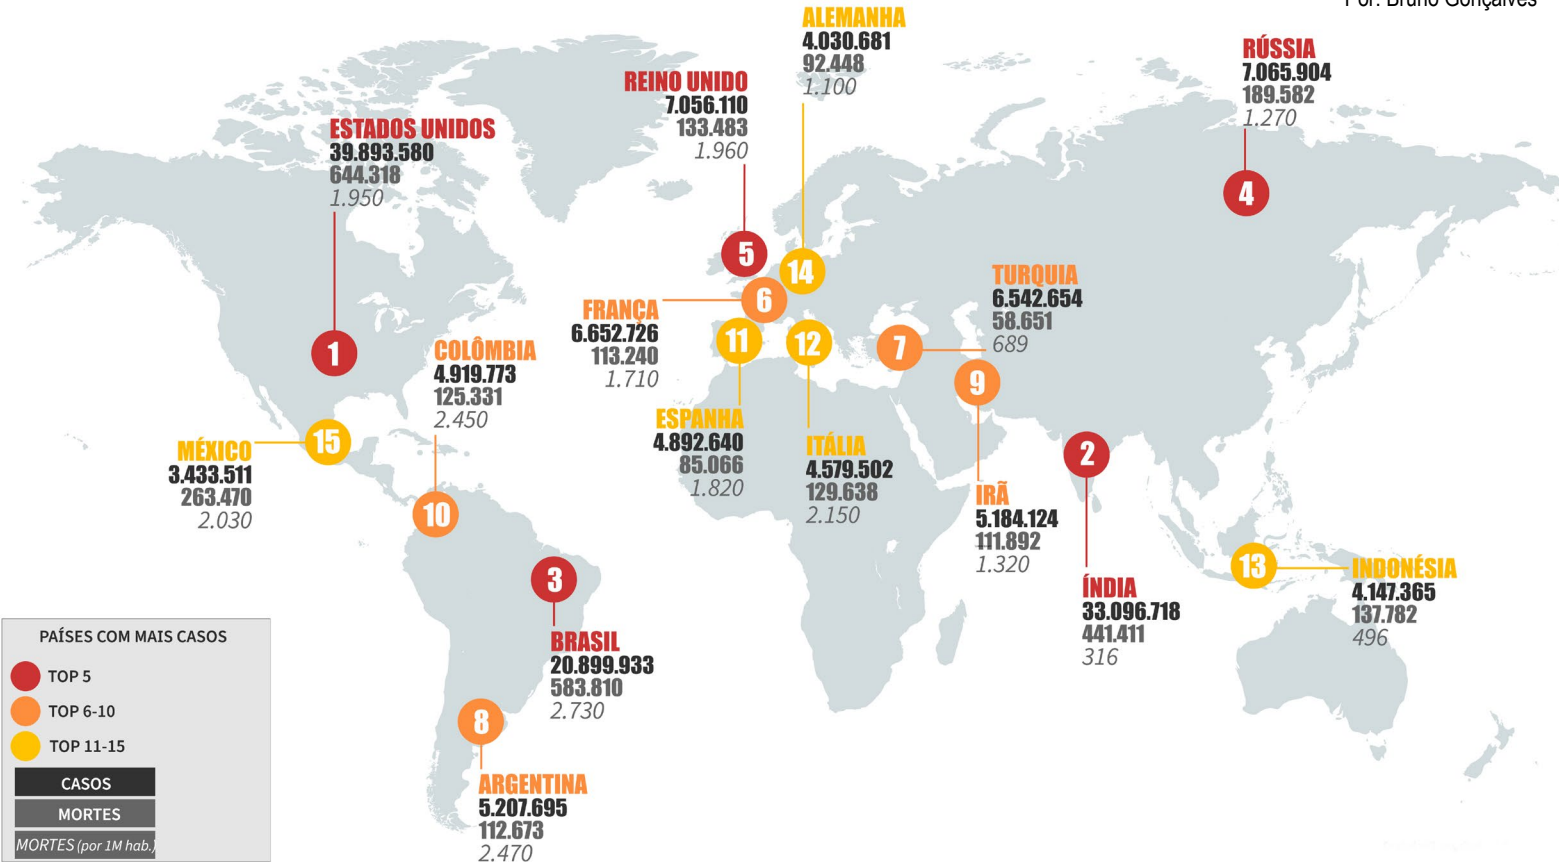 Por: Bruno Gonçalves
ALEMANHA
4.030.681
92.448
1.100
RÚSSIA
7.065.904
189.582
1.270
4
REINO UNIDO
7.056.110
133.483
1.960
5
ESTADOS UNIDOS
39.893.580
644.318
1.950
1
14
TURQUIA
6.542.654
58.651
689
7
FRANÇA
6.652.726
113.240
1.710
6
11
12
COLÔMBIA
4.919.773
125.331
2.450
9
ESPANHA
4.892.640
85.066
1.820
ITÁLIA
4.579.502
129.638
2.150
MÉXICO
3.433.511
263.470
2.030
15
2
IRÃ
5.184.124
111.892
1.320
10
3
BRASIL
20.899.933
583.810
2.730
ÍNDIA
33.096.718
441.411
316
13
INDONÉSIA
4.147.365
137.782
496
8
ARGENTINA
5.207.695
112.673
2.470
PAÍSES COM MAIS CASOS
TOP 5
TOP 6-10
TOP 11-15
CASOS
MORTES
MORTES (por 1M hab.)